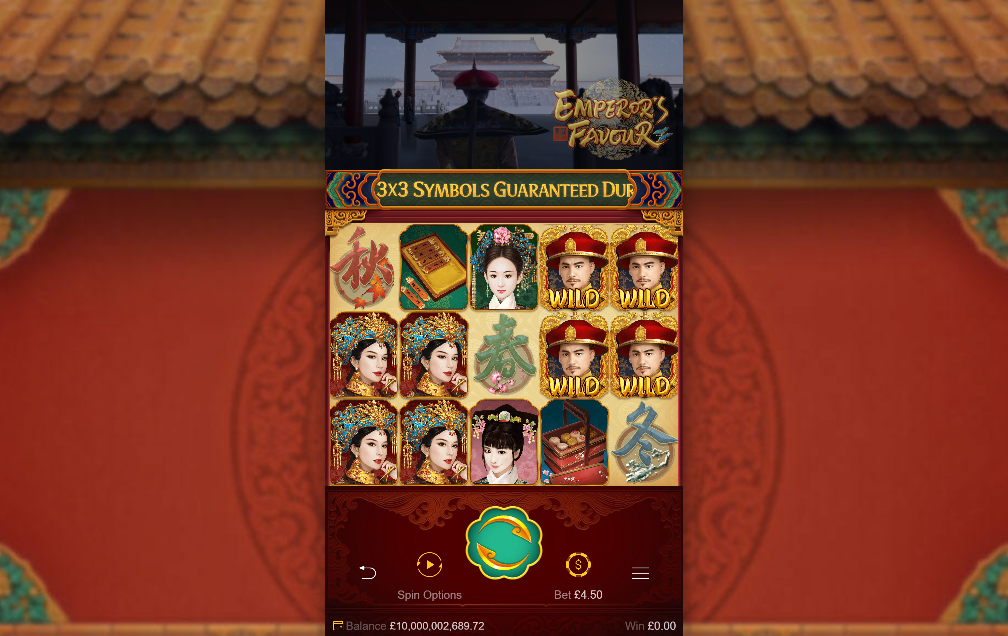 EMPEROR'S
FAVOUR
3X3 SYMBOLS GUARANTEED DUR
秋
WILD
WILD
春
WILD
WILD
冬
Spin Options
Bet £4.50
Balance £10,000,002,689.72
Win £0.00